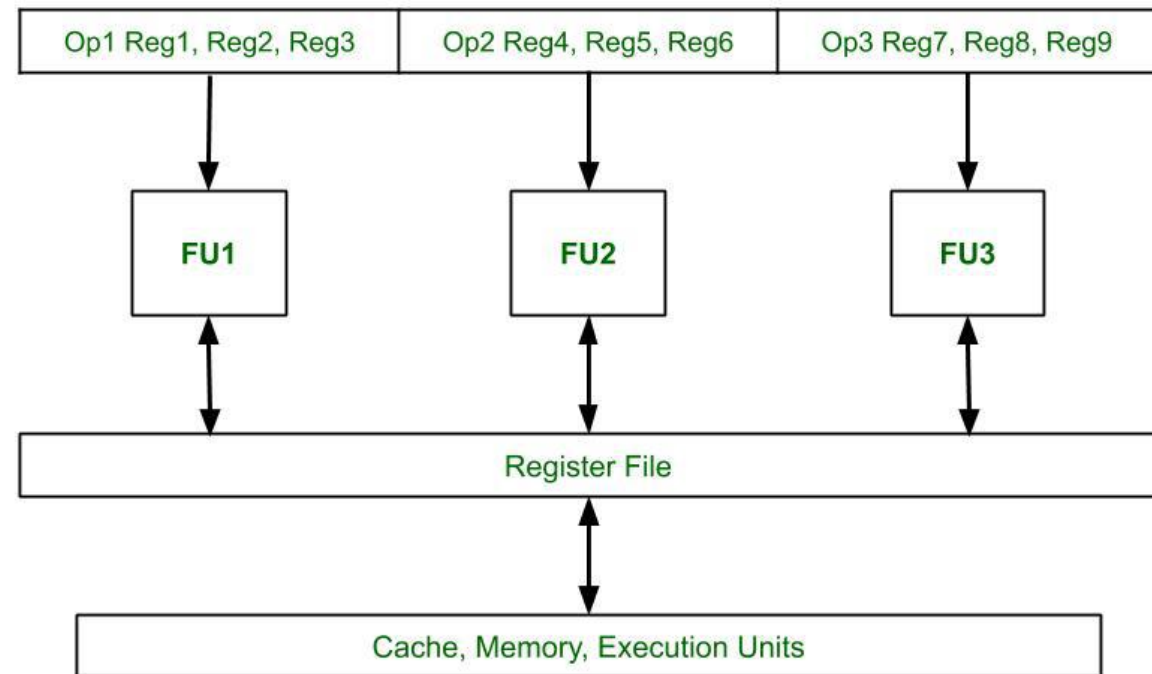 Op1 Reg1, Reg2, Reg3
Op2 Reg4, Reg5, Reg6
Op3 Reg7, Reg8, Reg9
FU1
FU2
FU3
Register File
Cache, Memory, Execution Units